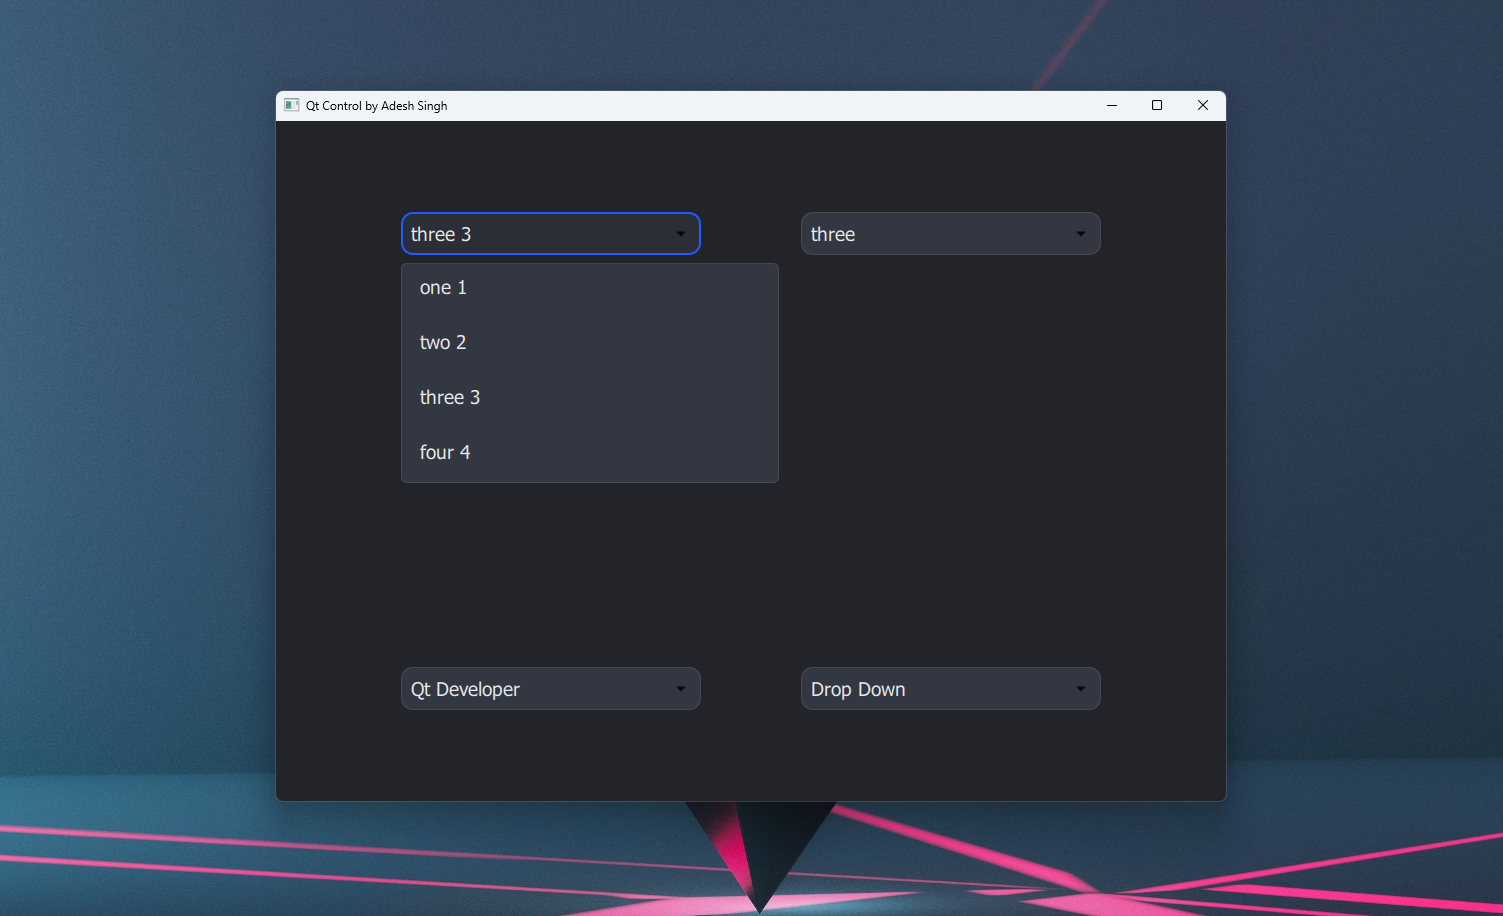 Qt Control by Adesh Singh
three 3
three
one 1
two 2
three 3
four 4
Qt Developer
Drop Down